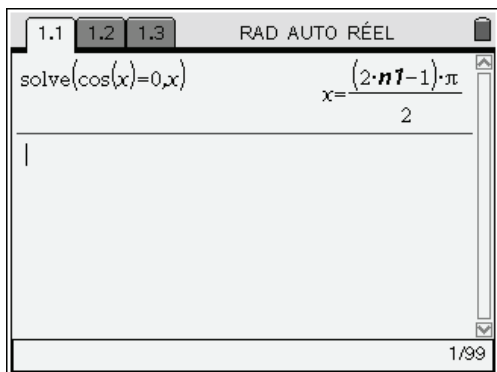 1.1 1.2 1.3 RAD AUTO RÉEL
solve(cos(x)=0,x)
x=((2·n1-1)·π)/2
1/99